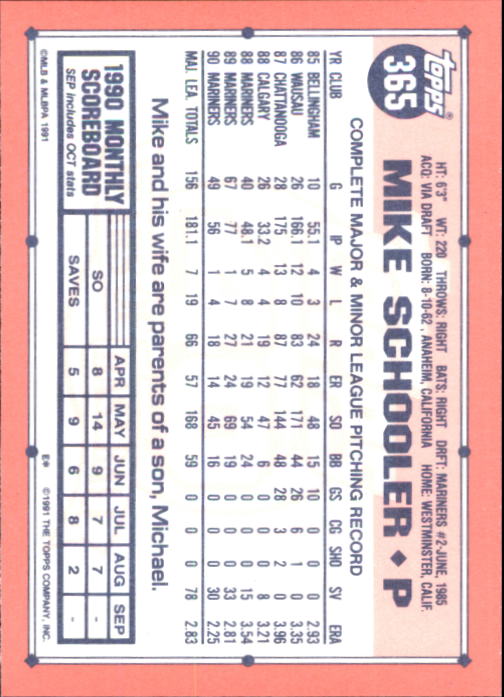 topps®
365
HT: 6'3" WT: 220 THROWS: RIGHT BATS: RIGHT DRFT: MARINERS #2-JUNE, 1985
ACQ: VIA DRAFT BORN: 8-10-62, ANAHEIM, CALIFORNIA HOME: WESTMINSTER, CALIF.
MIKE SCHOOLER ♦ P
COMPLETE MAJOR & MINOR LEAGUE PITCHING RECORD
YR CLUB G IP W L R ER SO BB GS CG SHO SV ERA
85 BELLINGHAM 10 55.1 4 3 24 18 48 15 10 0 0 0 2.93
86 WAUSAU 26 166.1 12 10 83 62 171 44 26 6 1 0 3.35
87 CHATTANOOGA 28 175 13 8 87 77 144 48 28 3 2 0 3.96
88 CALGARY 26 33.2 4 4 19 12 47 6 0 0 0 8 3.21
88 MARINERS 40 48.1 5 8 21 19 54 24 0 0 0 15 3.54
89 MARINERS 67 77 1 7 27 24 69 19 0 0 0 33 2.81
90 MARINERS 49 56 1 4 18 14 45 16 0 0 0 30 2.25
MAJ. LEA. TOTALS 156 181.1 7 19 66 57 168 59 0 0 0 78 2.83
Mike and his wife are parents of a son, Michael.
1990 MONTHLY
SCOREBOARD
SEP includes OCT stats
APR MAY JUN JUL AUG SEP
SO 8 14 9 7 7 -
SAVES 5 9 6 8 2 -
©MLB & MLBPA 1991 E* ©1991 THE TOPPS COMPANY, INC.